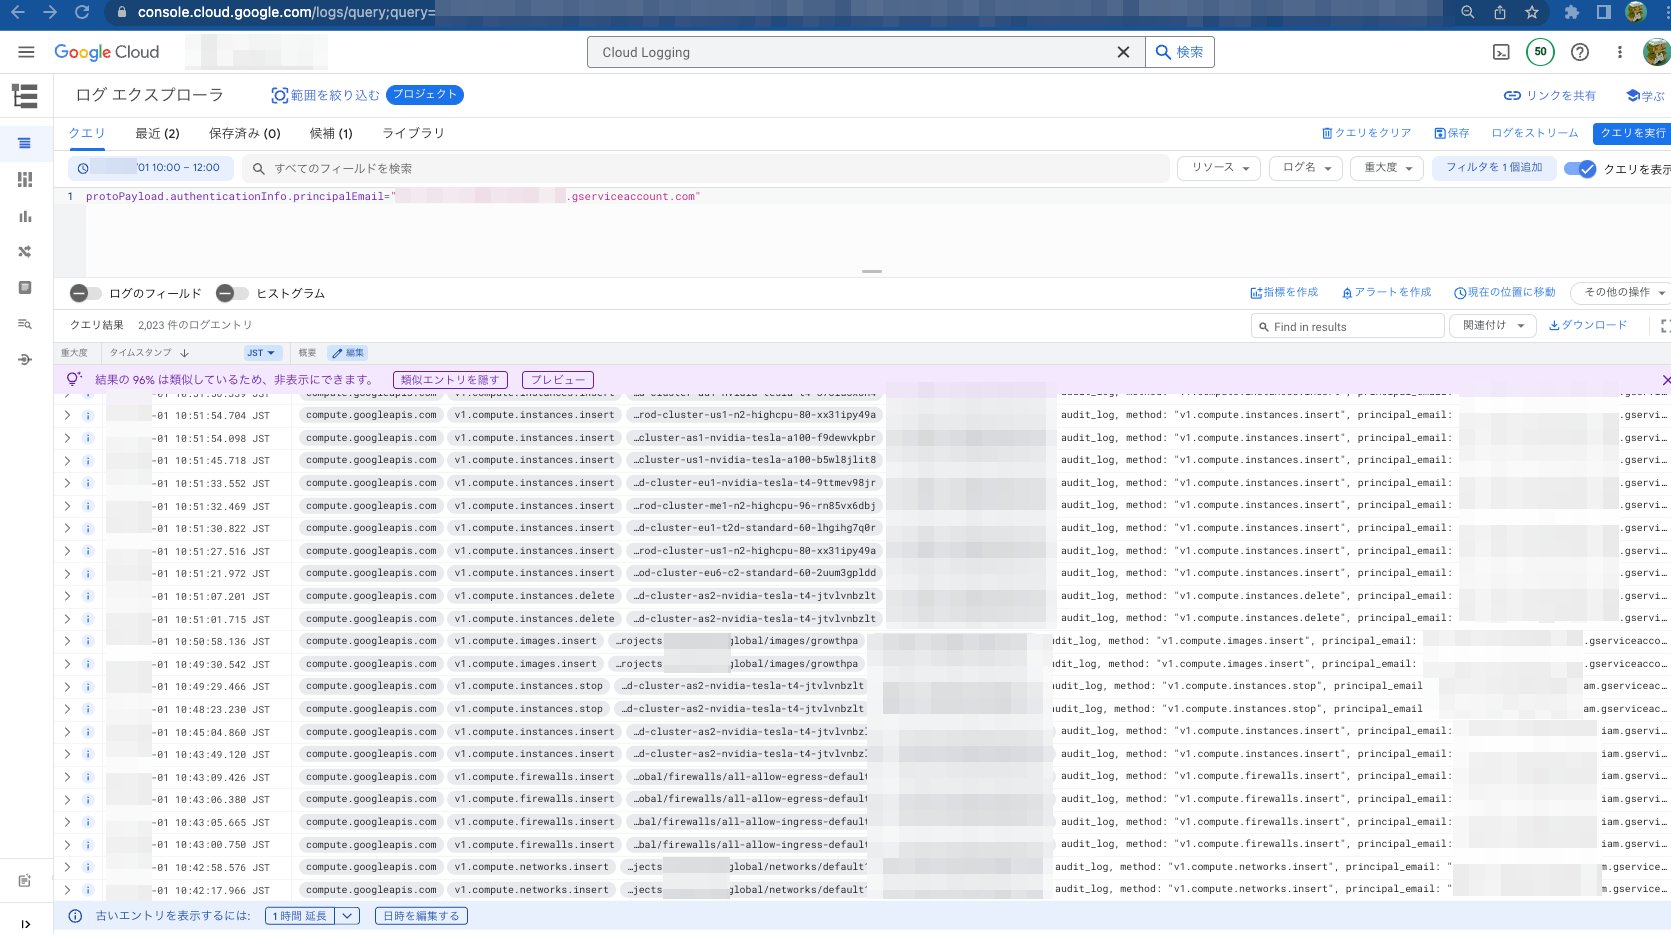 console.cloud.google.com/logs/query;query=
Google Cloud
Cloud Logging
検索
50
ログ エクスプローラ
範囲を絞り込む
プロジェクト
リンクを共有
学ぶ
クエリ
最近 (2)
保存済み (0)
候補 (1)
ライブラリ
クエリをクリア
保存
ログをストリーム
クエリを実行
/01 10:00 – 12:00
すべてのフィールドを検索
リソース
ログ名
重大度
フィルタを 1 個追加
クエリを表示
1 protoPayload.authenticationInfo.principalEmail=" .gserviceaccount.com"
ログのフィールド
ヒストグラム
指標を作成
アラートを作成
現在の位置に移動
その他の操作
クエリ結果 2,023 件のログエントリ
Find in results
関連付け
ダウンロード
重大度 タイムスタンプ JST 概要 編集
結果の 96% は類似しているため、非表示にできます。 類似エントリを隠す プレビュー
-01 10:51:54.704 JST compute.googleapis.com v1.compute.instances.insert …rod-cluster-us1-n2-highcpu-80-xx31ipy49a audit_log, method: "v1.compute.instances.insert", principal_email: .gservi…
-01 10:51:54.098 JST compute.googleapis.com v1.compute.instances.insert …cluster-as1-nvidia-tesla-a100-f9dewvkpbr audit_log, method: "v1.compute.instances.insert", principal_email: .gservi…
-01 10:51:45.718 JST compute.googleapis.com v1.compute.instances.insert …cluster-us1-nvidia-tesla-a100-b5wl8jlit8 audit_log, method: "v1.compute.instances.insert", principal_email: .gservi…
-01 10:51:33.552 JST compute.googleapis.com v1.compute.instances.insert …d-cluster-eu1-nvidia-tesla-t4-9ttmev98jr audit_log, method: "v1.compute.instances.insert", principal_email: .gservi…
-01 10:51:32.469 JST compute.googleapis.com v1.compute.instances.insert …rod-cluster-me1-n2-highcpu-96-rn85vx6dbj audit_log, method: "v1.compute.instances.insert", principal_email: .gservi…
-01 10:51:30.822 JST compute.googleapis.com v1.compute.instances.insert …d-cluster-eu1-t2d-standard-60-lhgihg7q0r audit_log, method: "v1.compute.instances.insert", principal_email: .gservi…
-01 10:51:27.516 JST compute.googleapis.com v1.compute.instances.insert …rod-cluster-us1-n2-highcpu-80-xx31ipy49a audit_log, method: "v1.compute.instances.insert", principal_email: .gservi…
-01 10:51:21.972 JST compute.googleapis.com v1.compute.instances.insert …od-cluster-eu6-c2-standard-60-2uum3gpldd audit_log, method: "v1.compute.instances.insert", principal_email: .gservi…
-01 10:51:07.201 JST compute.googleapis.com v1.compute.instances.delete …d-cluster-as2-nvidia-tesla-t4-jtvlvnbzlt audit_log, method: "v1.compute.instances.delete", principal_email: .gservi…
-01 10:51:01.715 JST compute.googleapis.com v1.compute.instances.delete …d-cluster-as2-nvidia-tesla-t4-jtvlvnbzlt audit_log, method: "v1.compute.instances.delete", principal_email: .gservi…
-01 10:50:58.136 JST compute.googleapis.com v1.compute.images.insert …rojects global/images/growthpa audit_log, method: "v1.compute.images.insert", principal_email: .gserviceacco…
-01 10:49:30.542 JST compute.googleapis.com v1.compute.images.insert …rojects global/images/growthpa audit_log, method: "v1.compute.images.insert", principal_email: .gserviceacco…
-01 10:49:29.466 JST compute.googleapis.com v1.compute.instances.stop …d-cluster-as2-nvidia-tesla-t4-jtvlvnbzlt audit_log, method: "v1.compute.instances.stop", principal_email am.gserviceac…
-01 10:48:23.230 JST compute.googleapis.com v1.compute.instances.stop …d-cluster-as2-nvidia-tesla-t4-jtvlvnbzlt audit_log, method: "v1.compute.instances.stop", principal_email am.gserviceac…
-01 10:45:04.860 JST compute.googleapis.com v1.compute.instances.insert …d-cluster-as2-nvidia-tesla-t4-jtvlvnbzl audit_log, method: "v1.compute.instances.insert", principal_email: iam.gservi…
-01 10:43:49.120 JST compute.googleapis.com v1.compute.instances.insert …d-cluster-as2-nvidia-tesla-t4-jtvlvnbzl audit_log, method: "v1.compute.instances.insert", principal_email: iam.gservi…
-01 10:43:09.426 JST compute.googleapis.com v1.compute.firewalls.insert …obal/firewalls/all-allow-egress-default audit_log, method: "v1.compute.firewalls.insert", principal_email: iam.gservi…
-01 10:43:06.380 JST compute.googleapis.com v1.compute.firewalls.insert …obal/firewalls/all-allow-egress-default audit_log, method: "v1.compute.firewalls.insert", principal_email: iam.gservi…
-01 10:43:05.665 JST compute.googleapis.com v1.compute.firewalls.insert …bal/firewalls/all-allow-ingress-default audit_log, method: "v1.compute.firewalls.insert", principal_email: iam.gservi…
-01 10:43:00.750 JST compute.googleapis.com v1.compute.firewalls.insert …bal/firewalls/all-allow-ingress-default audit_log, method: "v1.compute.firewalls.insert", principal_email: iam.gservi…
-01 10:42:58.576 JST compute.googleapis.com v1.compute.networks.insert …jects global/networks/default audit_log, method: "v1.compute.networks.insert", principal_email: " m.gservice…
-01 10:42:17.966 JST compute.googleapis.com v1.compute.networks.insert …jects global/networks/default audit_log, method: "v1.compute.networks.insert", principal_email: " m.gservice…
古いエントリを表示するには: 1 時間 延長 日時を編集する